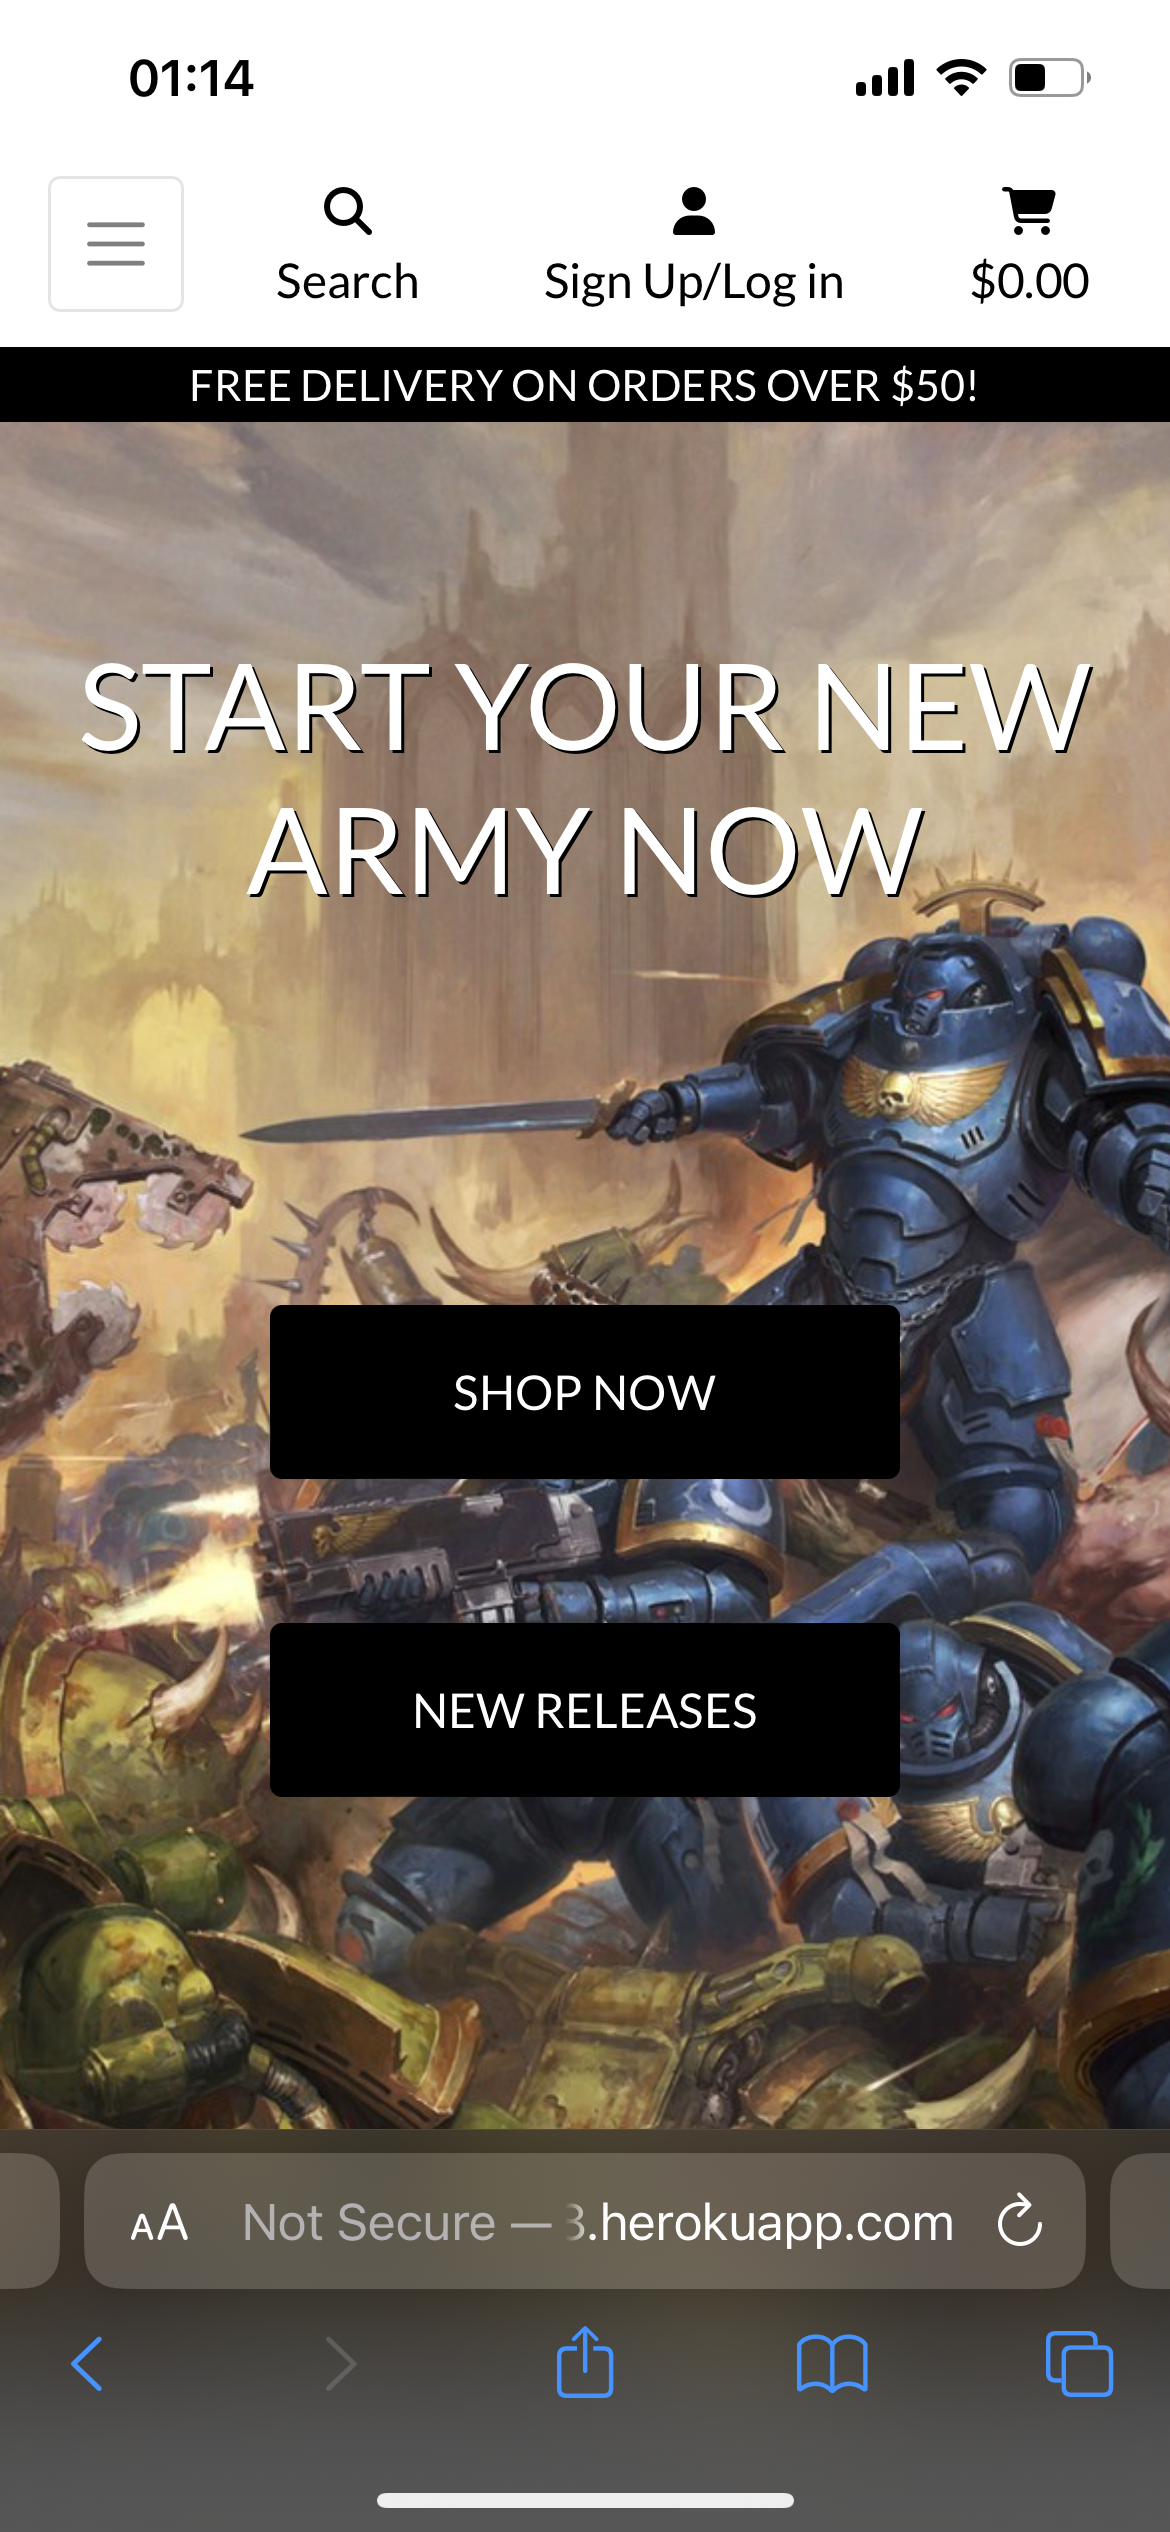 01:14
Search
Sign Up/Log in
$0.00
FREE DELIVERY ON ORDERS OVER $50!
START YOUR NEW
ARMY NOW
SHOP NOW
NEW RELEASES
AA Not Secure — 3.herokuapp.com